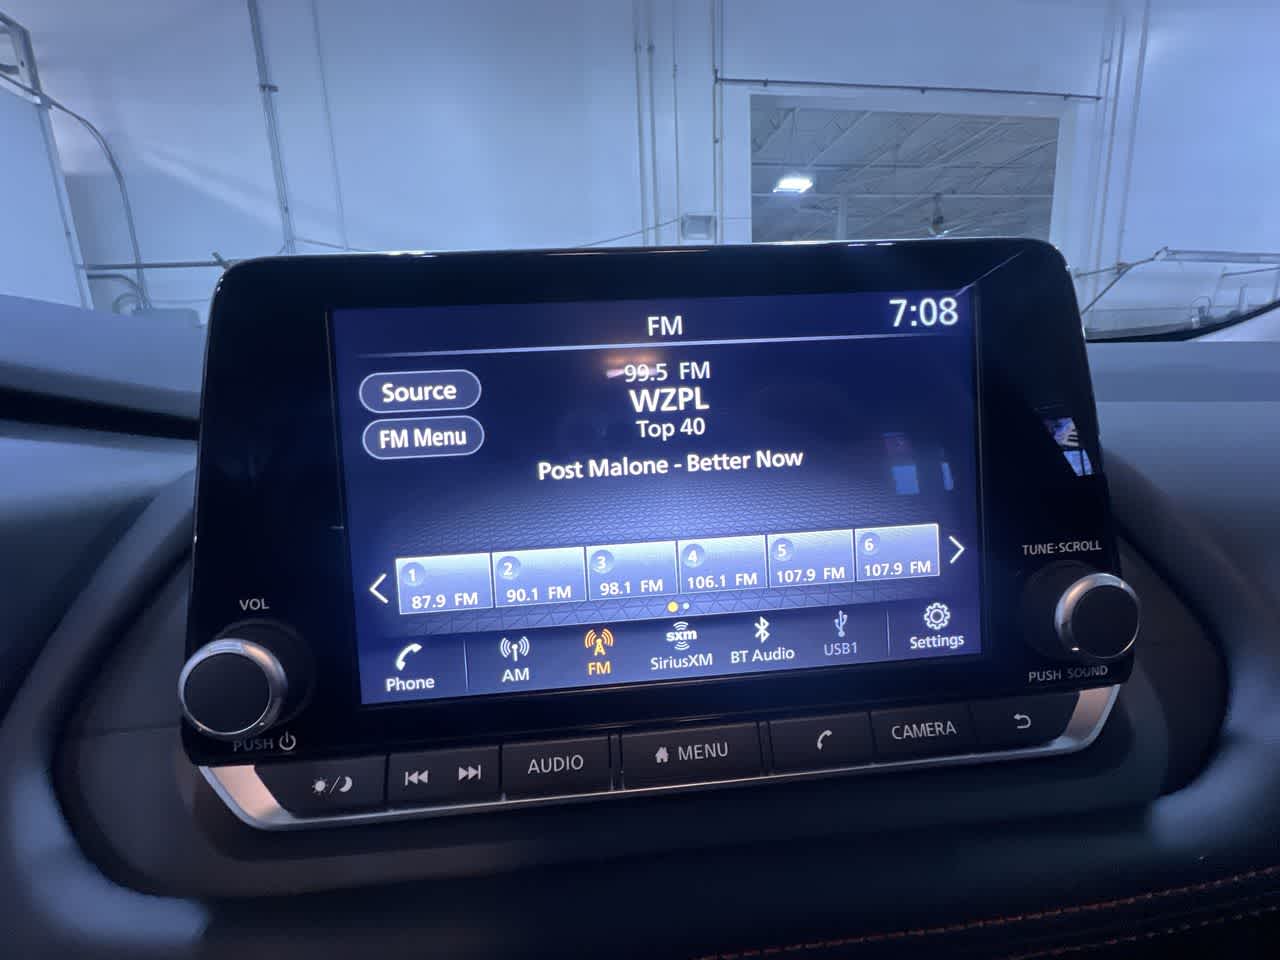 FM
7:08
Source
99.5 FM
WZPL
FM Menu
Top 40
Post Malone - Better Now
1
87.9 FM
2
90.1 FM
3
98.1 FM
4
106.1 FM
5
107.9 FM
6
107.9 FM
TUNE·SCROLL
VOL
Phone
AM
FM
sxm
SiriusXM
BT Audio
USB1
Settings
PUSH SOUND
PUSH
AUDIO
MENU
CAMERA